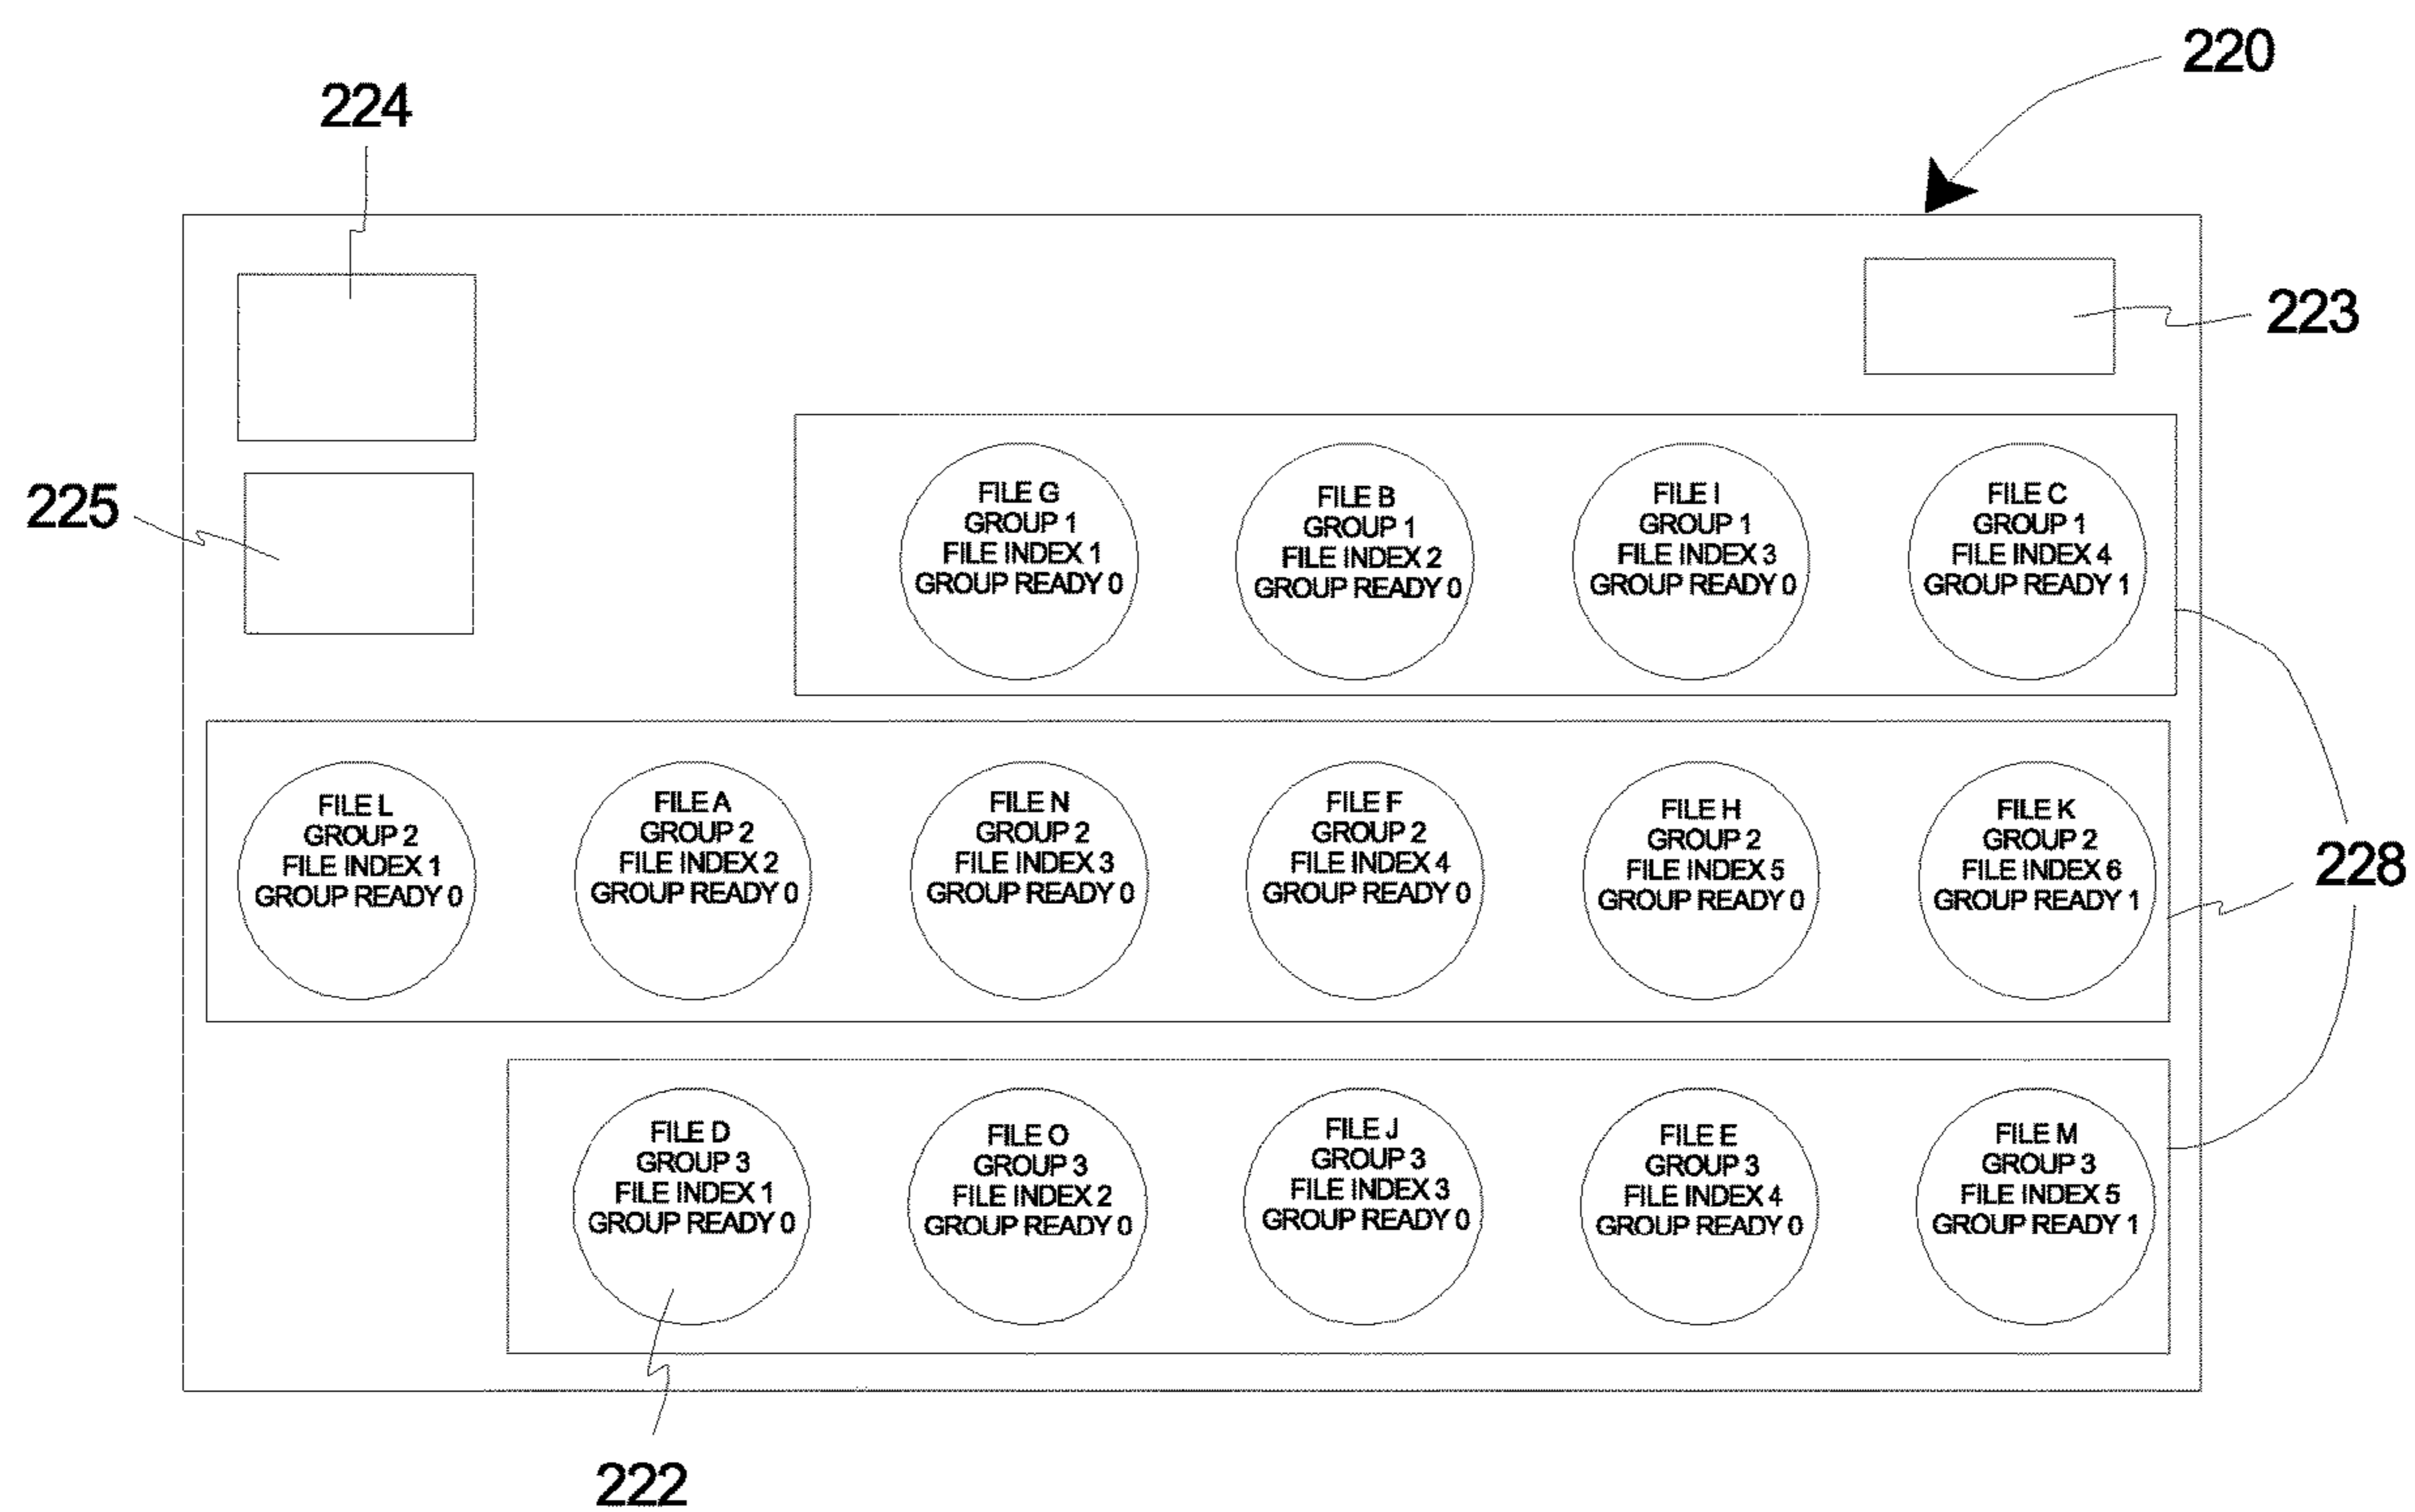 220
224
223
225
FILE G
GROUP 1
FILE INDEX 1
GROUP READY 0
FILE B
GROUP 1
FILE INDEX 2
GROUP READY 0
FILE I
GROUP 1
FILE INDEX 3
GROUP READY 0
FILE C
GROUP 1
FILE INDEX 4
GROUP READY 1
FILE L
GROUP 2
FILE INDEX 1
GROUP READY 0
FILE A
GROUP 2
FILE INDEX 2
GROUP READY 0
FILE N
GROUP 2
FILE INDEX 3
GROUP READY 0
FILE F
GROUP 2
FILE INDEX 4
GROUP READY 0
FILE H
GROUP 2
FILE INDEX 5
GROUP READY 0
FILE K
GROUP 2
FILE INDEX 6
GROUP READY 1
228
FILE D
GROUP 3
FILE INDEX 1
GROUP READY 0
FILE O
GROUP 3
FILE INDEX 2
GROUP READY 0
FILE J
GROUP 3
FILE INDEX 3
GROUP READY 0
FILE E
GROUP 3
FILE INDEX 4
GROUP READY 0
FILE M
GROUP 3
FILE INDEX 5
GROUP READY 1
222